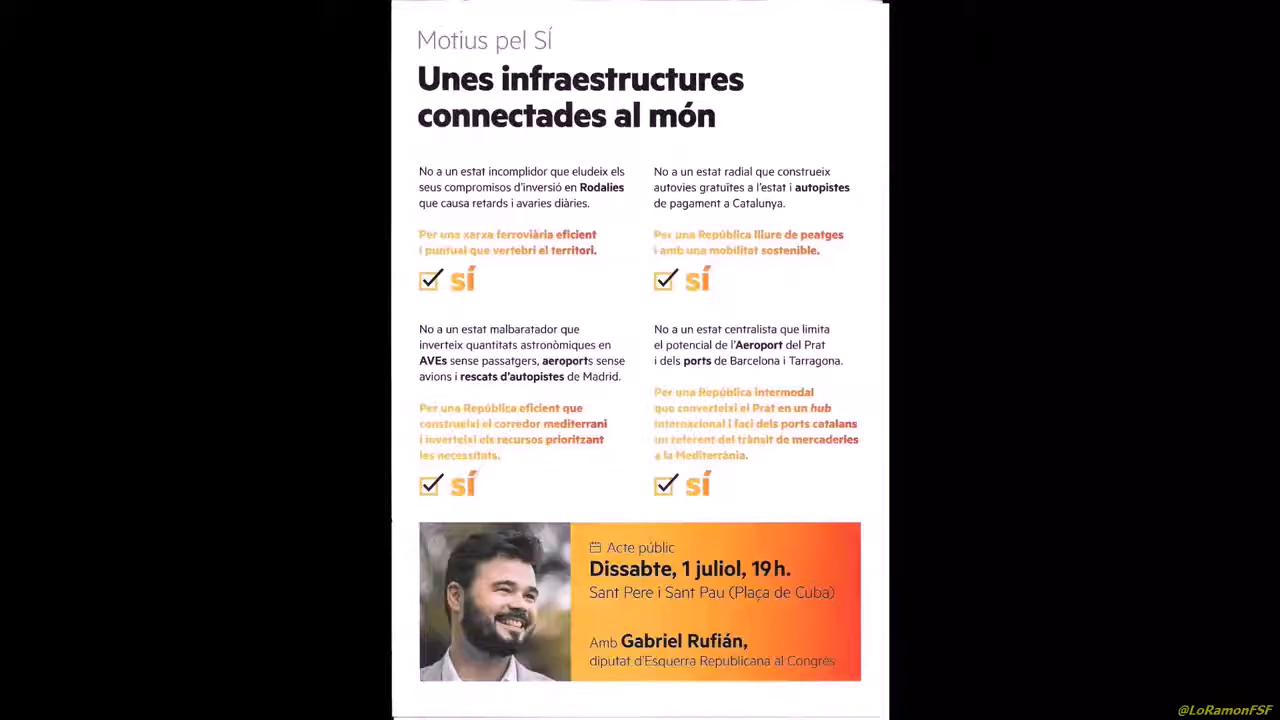 Motius pel SÍ
Unes infraestructures
connectades al món
No a un estat incomplidor que eludeix els
seus compromisos d'inversió en Rodalies
que causa retards i avaries diàries.
Per una xarxa ferroviària eficient
i puntual que vertebri el territori.
SÍ
No a un estat radial que construeix
autovies gratuïtes a l'estat i autopistes
de pagament a Catalunya.
Per una República lliure de peatges
i amb una mobilitat sostenible.
SÍ
No a un estat malbaratador que
inverteix quantitats astronòmiques en
AVEs sense passatgers, aeroports sense
avions i rescats d'autopistes de Madrid.
Per una República eficient que
construeixi el corredor mediterrani
i inverteixi els recursos prioritzant
les necessitats.
SÍ
No a un estat centralista que limita
el potencial de l'Aeroport del Prat
i dels ports de Barcelona i Tarragona.
Per una República intermodal
que converteixi el Prat en un hub
internacional i faci dels ports catalans
un referent del trànsit de mercaderies
a la Mediterrània.
SÍ
Acte públic
Dissabte, 1 juliol, 19h.
Sant Pere i Sant Pau (Plaça de Cuba)
Amb Gabriel Rufián,
diputat d'Esquerra Republicana al Congrés
@LoRamonFSF